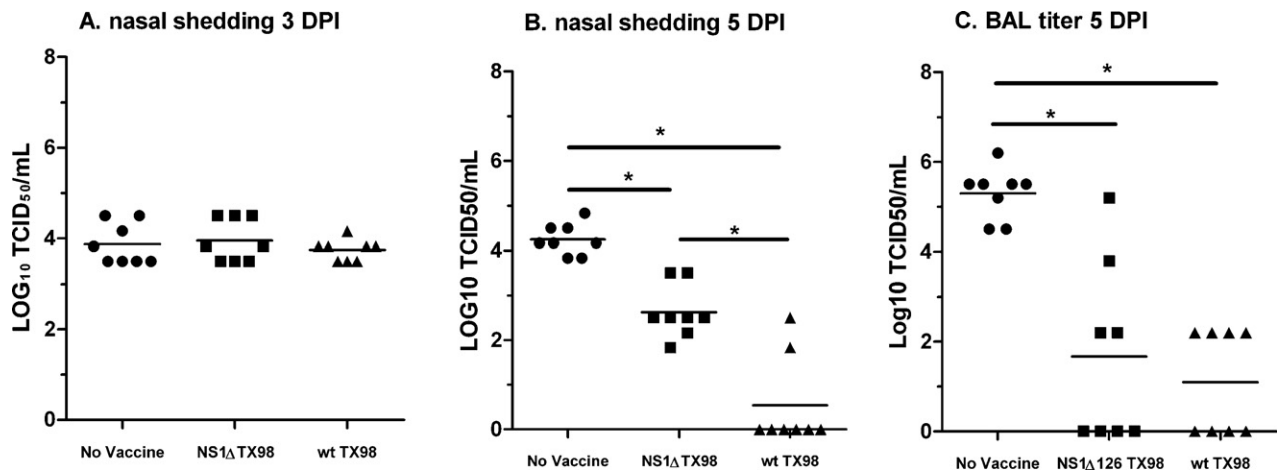 A. nasal shedding 3 DPI
LOG₁₀ TCID₅₀/mL
8
6
4
2
0
No Vaccine NS1Δ TX98 wt TX98
B. nasal shedding 5 DPI
LOG10 TCID50/mL
8
6
4
2
0
*
*
*
No Vaccine NS1Δ TX98 wt TX98
C. BAL titer 5 DPI
Log10 TCID50/mL
8
6
4
2
0
*
*
No Vaccine NS1Δ 126 TX98 wt TX98